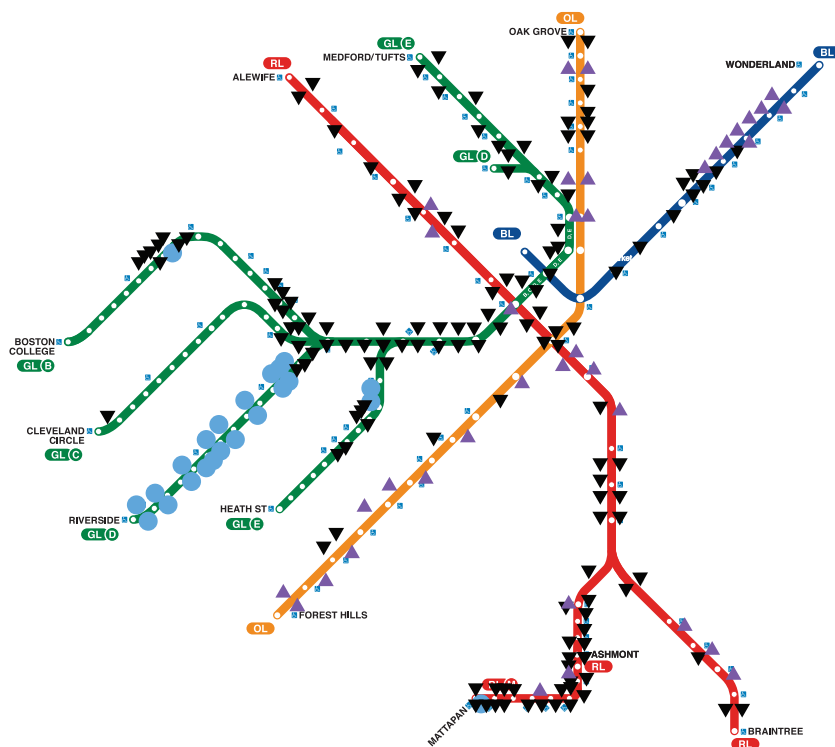 OL
OAK GROVE
GL E
MEDFORD/TUFTS
BL
WONDERLAND
RL
ALEWIFE
GL D
BL
D, E
D, E
BOSTON
COLLEGE
GL B
CLEVELAND
CIRCLE
GL C
RIVERSIDE
GL D
HEATH ST
GL E
FOREST HILLS
OL
ASHMONT
RL
MATTAPAN
BRAINTREE
RL